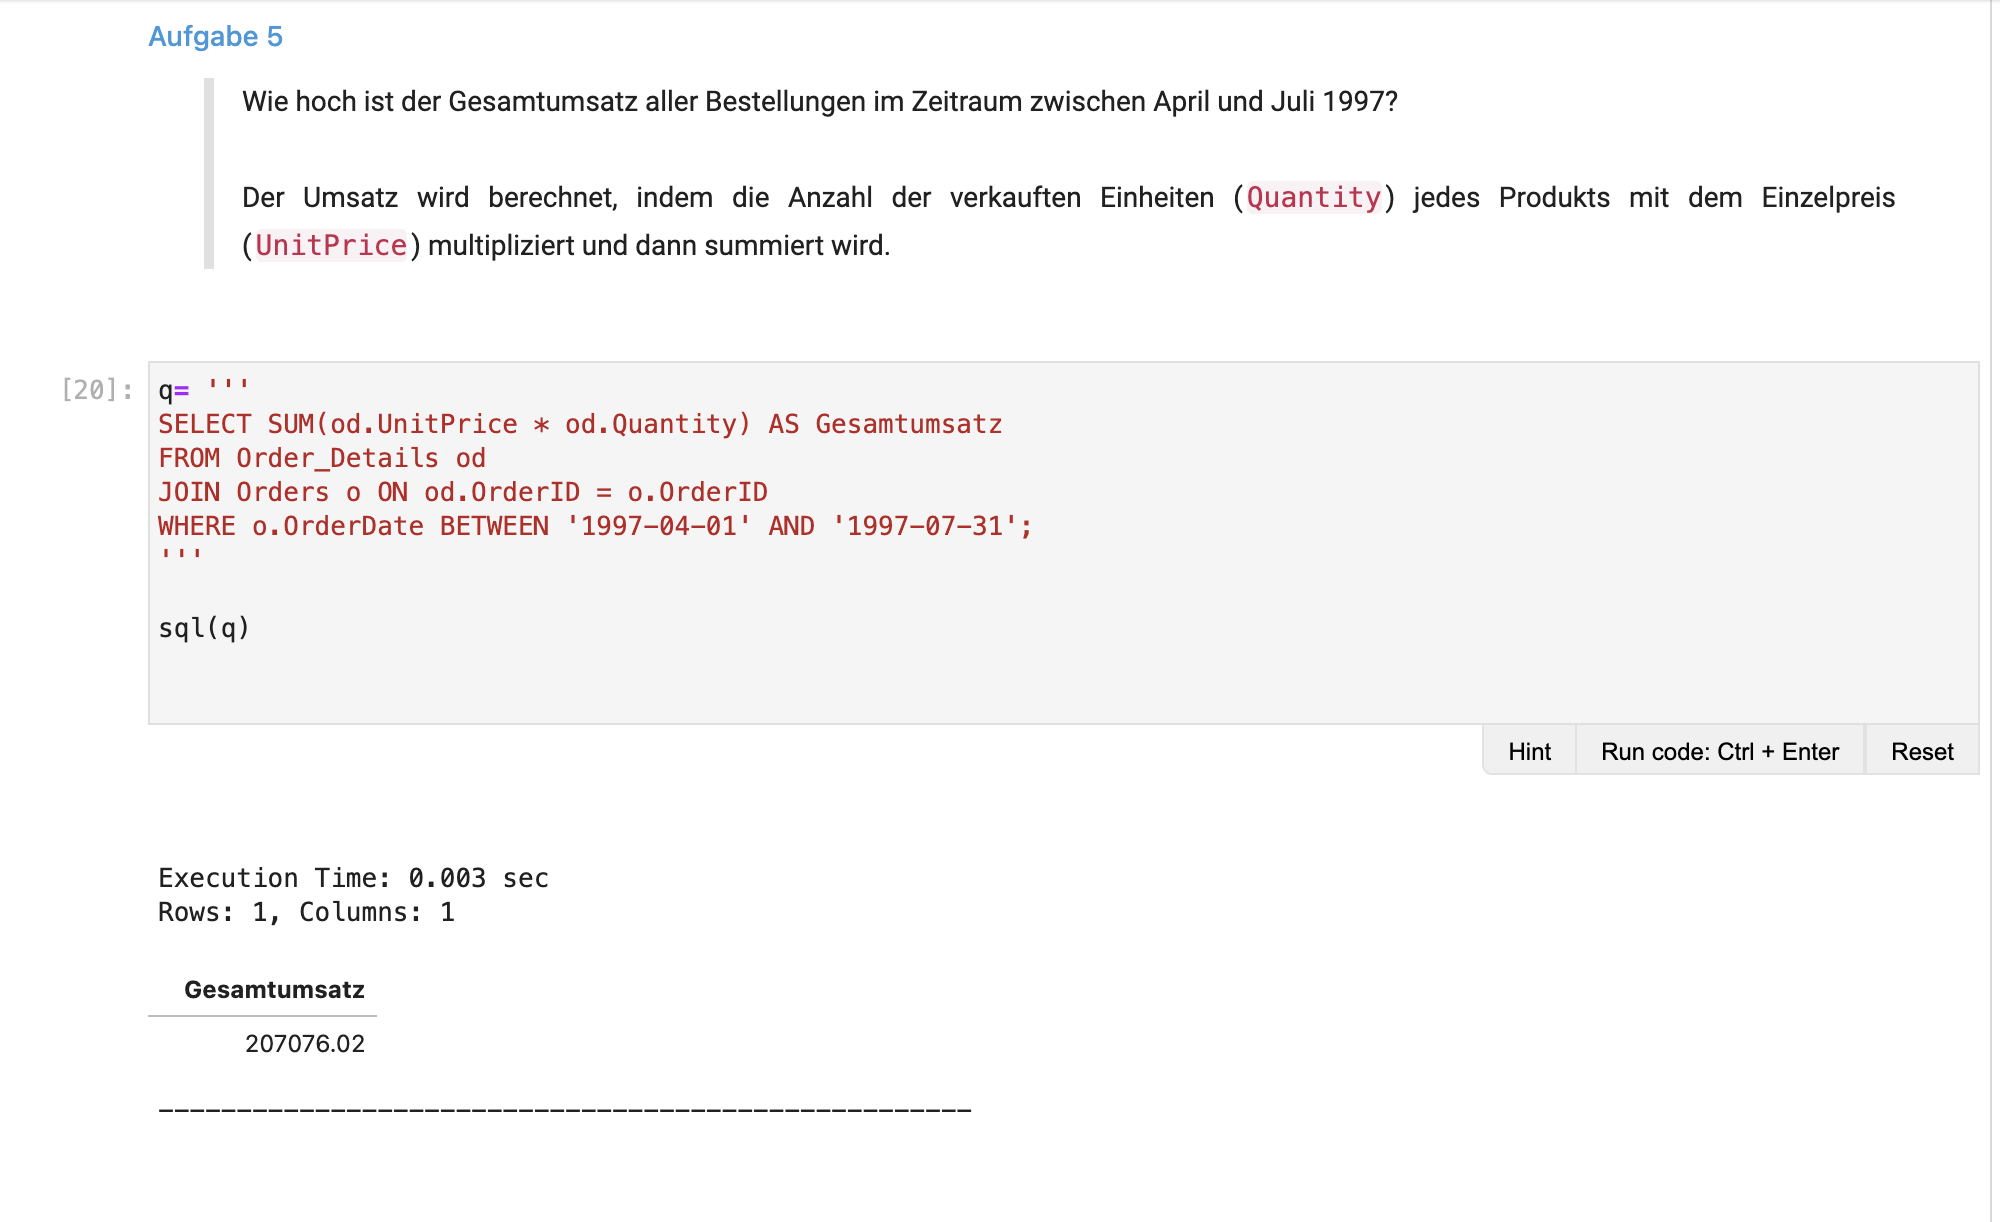 Aufgabe 5
Wie hoch ist der Gesamtumsatz aller Bestellungen im Zeitraum zwischen April und Juli 1997?
Der Umsatz wird berechnet, indem die Anzahl der verkauften Einheiten (Quantity) jedes Produkts mit dem Einzelpreis
(UnitPrice) multipliziert und dann summiert wird.
[20]: q= '''
SELECT SUM(od.UnitPrice * od.Quantity) AS Gesamtumsatz
FROM Order_Details od
JOIN Orders o ON od.OrderID = o.OrderID
WHERE o.OrderDate BETWEEN '1997-04-01' AND '1997-07-31';
'''
sql(q)
Hint Run code: Ctrl + Enter Reset
Execution Time: 0.003 sec
Rows: 1, Columns: 1
Gesamtumsatz
207076.02
----------------------------------------------------